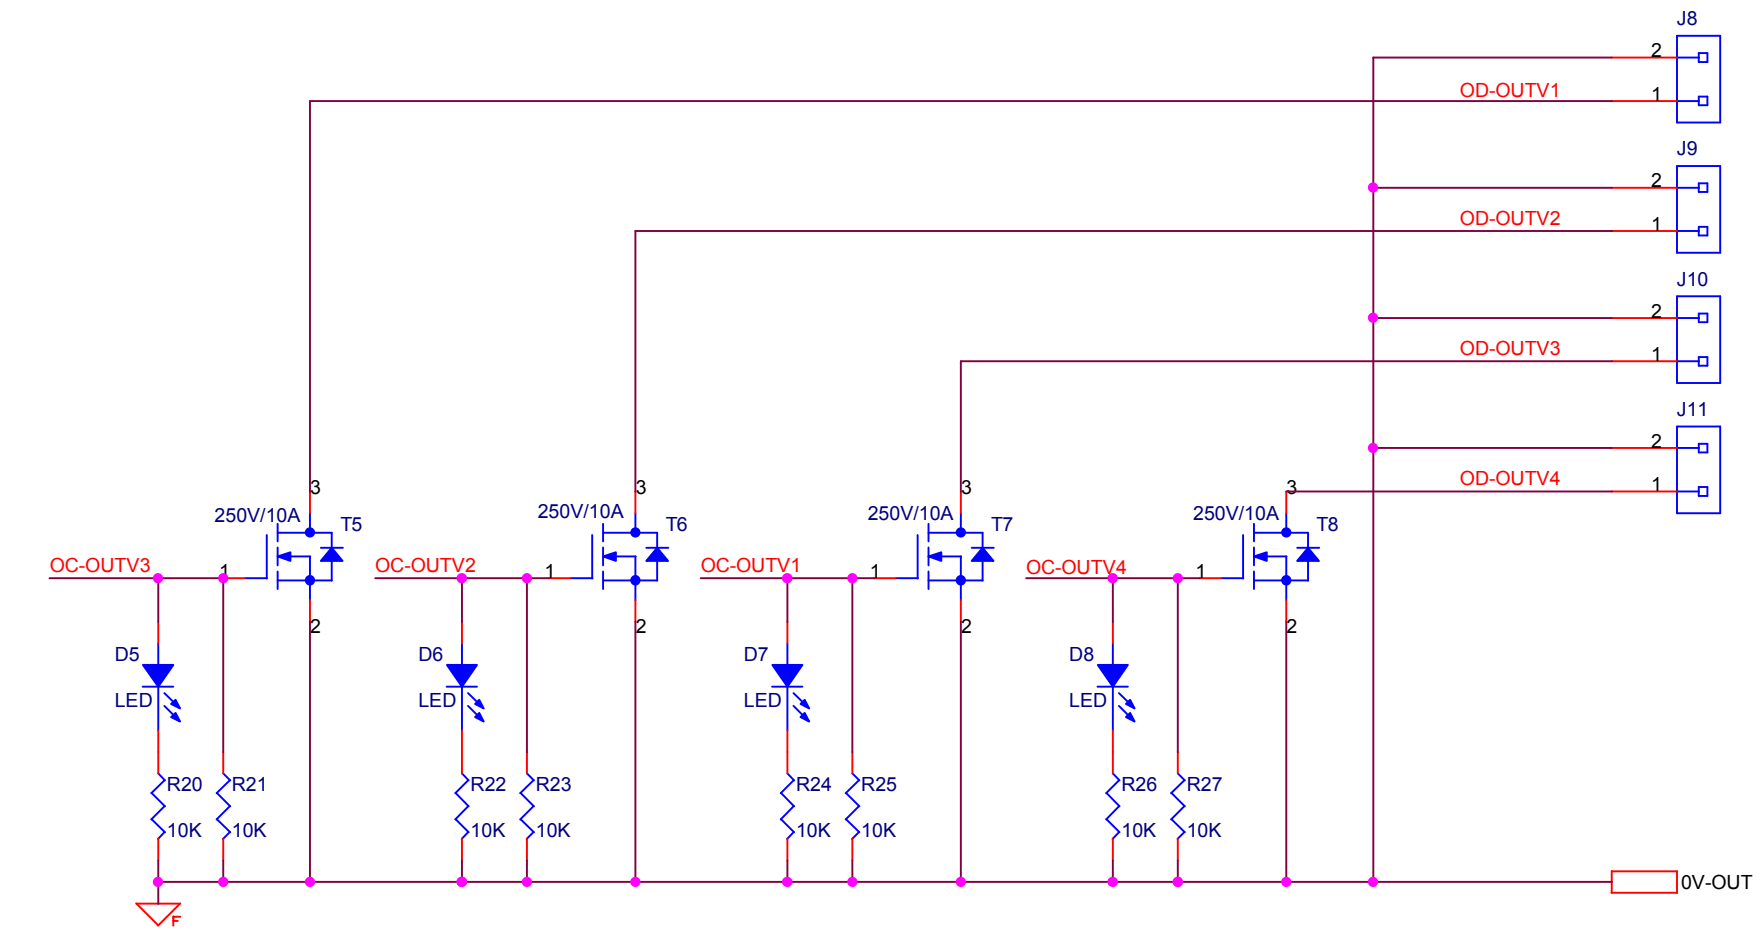 J8
2
OD-OUTV1
1
J9
2
OD-OUTV2
1
J10
2
OD-OUTV3
1
J11
2
OD-OUTV4
1
3
3
3
3
250V/10A
T5
250V/10A
T6
250V/10A
T7
250V/10A
T8
OC-OUTV3
1
OC-OUTV2
1
OC-OUTV1
1
OC-OUTV4
1
2
2
2
2
D5
D6
D7
D8
LED
LED
LED
LED
R20
R21
R22
R23
R24
R25
R26
R27
10K
10K
10K
10K
10K
10K
10K
10K
0V-OUT
F